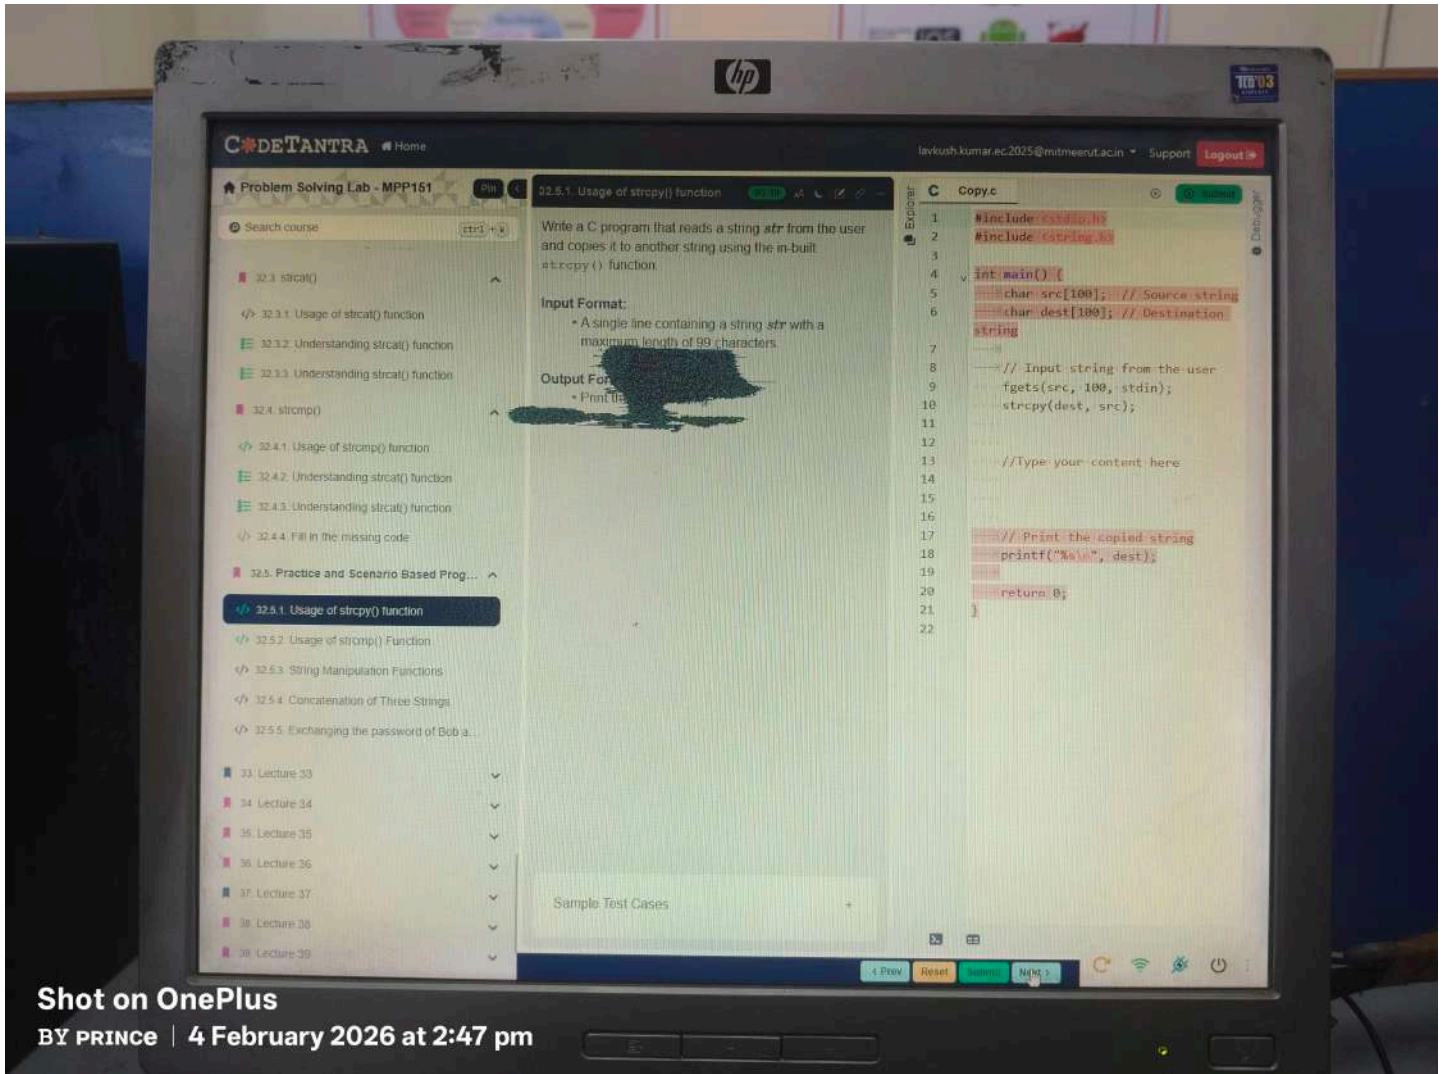 hp
TCO'03
CODETANTRA Home
lavkush.kumar.ec.2025@mitmeerut.ac.in Support Logout
Problem Solving Lab - MPP151 Pin
Search course
32.3. strcat()
32.3.1. Usage of strcat() function
32.3.2. Understanding strcat() function
32.3.3. Understanding strcat() function
32.4. strcmp()
32.4.1. Usage of strcmp() function
32.4.2. Understanding strcat() function
32.4.3. Understanding strcat() function
32.4.4. Fill in the missing code
32.5. Practice and Scenario Based Prog...
32.5.1. Usage of strcpy() function
32.5.2. Usage of strcmp() Function
32.5.3. String Manipulation Functions
32.5.4. Concatenation of Three Strings
32.5.5. Exchanging the password of Bob a...
33. Lecture 33
34. Lecture 34
35. Lecture 35
36. Lecture 36
37. Lecture 37
38. Lecture 38
39. Lecture 39
32.5.1. Usage of strcpy() function
Write a C program that reads a string str from the user
and copies it to another string using the in-built
strcpy() function.
Input Format:
• A single line containing a string str with a
maximum length of 99 characters.
Output
• Print
Sample Test Cases +
Explorer
C Copy.c Submit
Debugger
1 #include <stdio.h>
2 #include <string.h>
3
4 int main() {
5 char src[100]; // Source string
6 char dest[100]; // Destination
string
7
8 // Input string from the user
9 fgets(src, 100, stdin);
10 strcpy(dest, src);
11
12
13 //Type your content here
14
15
16
17 // Print the copied string
18 printf("%s\n", dest);
19
20 return 0;
21 }
22
< Prev Reset Submit Next >
Shot on OnePlus
BY PRINCE | 4 February 2026 at 2:47 pm